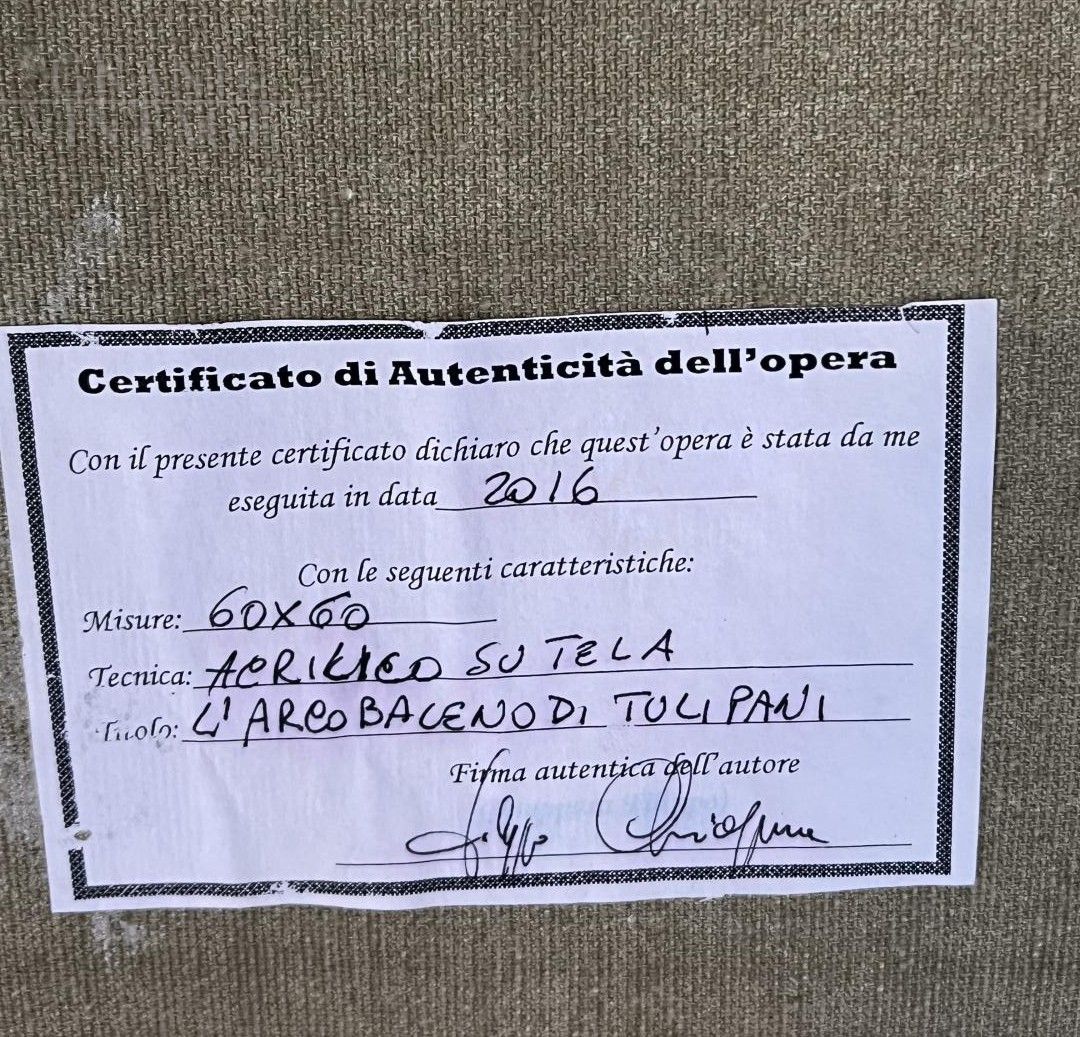 Certificato di Autenticità dell'opera
Con il presente certificato dichiaro che quest'opera è stata da me
eseguita in data 2016
Con le seguenti caratteristiche:
Misure: 60X60
Tecnica: ACRILICO SU TELA
Titolo: L'ARCOBALENO DI TULIPANI
Firma autentica dell'autore